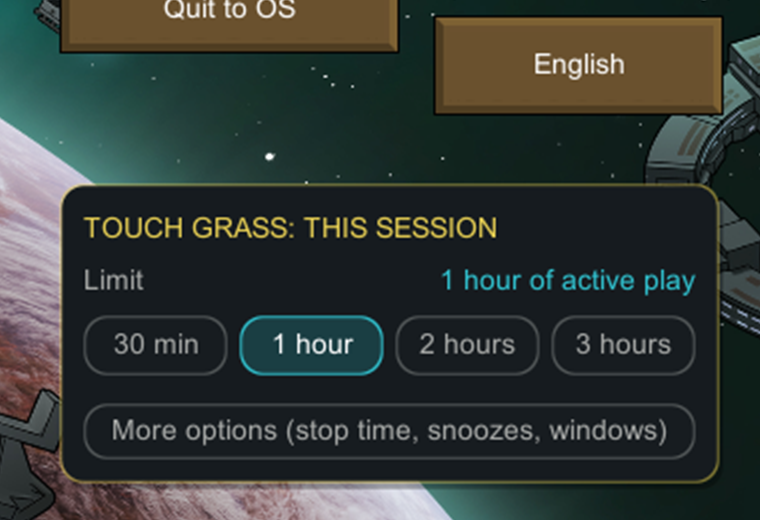 Quit to OS
English
TOUCH GRASS: THIS SESSION
Limit 1 hour of active play
30 min 1 hour 2 hours 3 hours
More options (stop time, snoozes, windows)